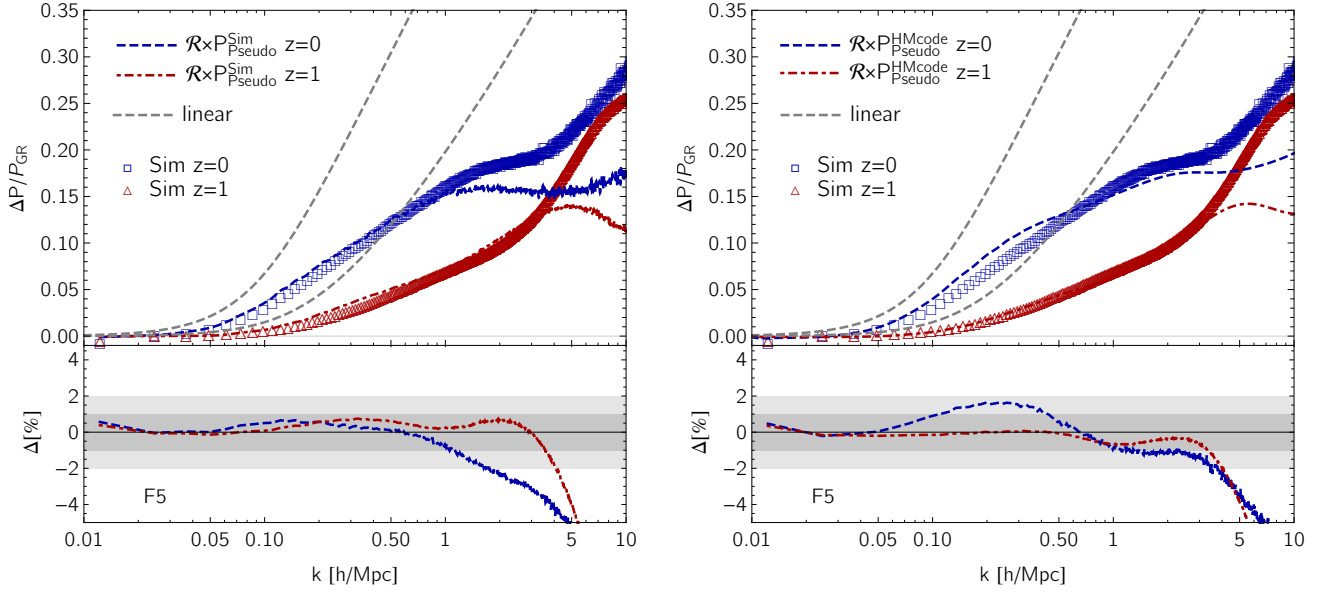 0.35
0.30
0.25
0.20
0.15
0.10
0.05
0.00
ΔP/P_GR
ℛ×P^Sim_Pseudo z=0
ℛ×P^Sim_Pseudo z=1
linear
Sim z=0
Sim z=1
4
2
0
−2
−4
Δ[%]
F5
0.01
0.05
0.10
0.50
1
5
10
k [h/Mpc]
0.35
0.30
0.25
0.20
0.15
0.10
0.05
0.00
ΔP/P_GR
ℛ×P^HMcode_Pseudo z=0
ℛ×P^HMcode_Pseudo z=1
linear
Sim z=0
Sim z=1
4
2
0
−2
−4
Δ[%]
F5
0.01
0.05
0.10
0.50
1
5
10
k [h/Mpc]